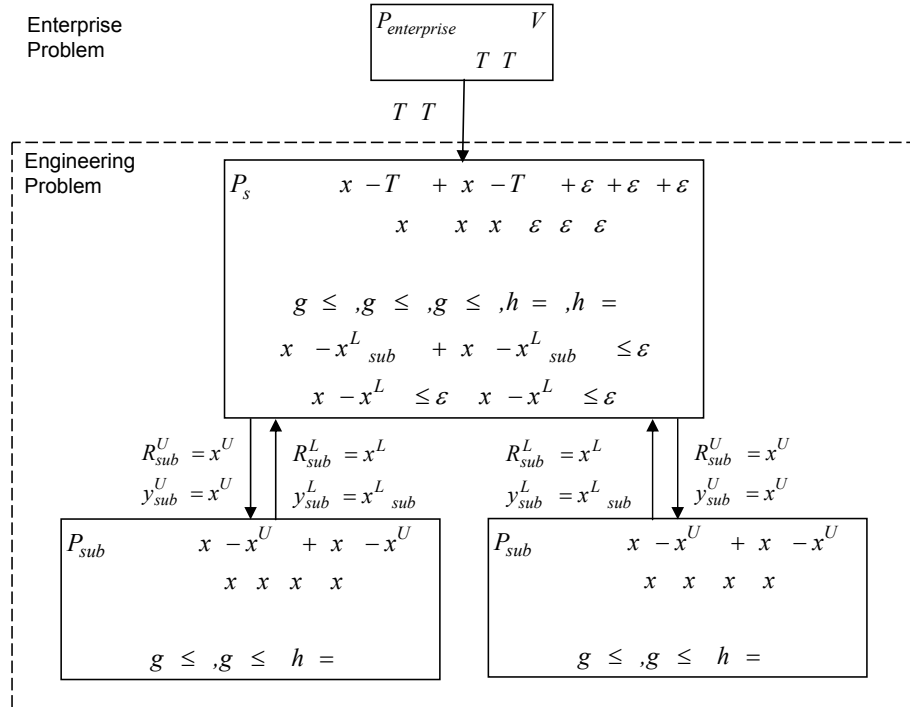 Enterprise
Problem
P_enterprise V
T T
T T
Engineering
Problem
P_s x - T + x - T + ε + ε + ε
x x x ε ε ε
g ≤ ,g ≤ ,g ≤ ,h = ,h =
x - x^L_sub + x - x^L_sub ≤ ε
x - x^L ≤ ε x - x^L ≤ ε
R^U_sub = x^U
y^U_sub = x^U
R^L_sub = x^L
y^L_sub = x^L_sub
R^L_sub = x^L
y^L_sub = x^L_sub
R^U_sub = x^U
y^U_sub = x^U
P_sub x - x^U + x - x^U
x x x x
g ≤ ,g ≤ h =
P_sub x - x^U + x - x^U
x x x x
g ≤ ,g ≤ h =